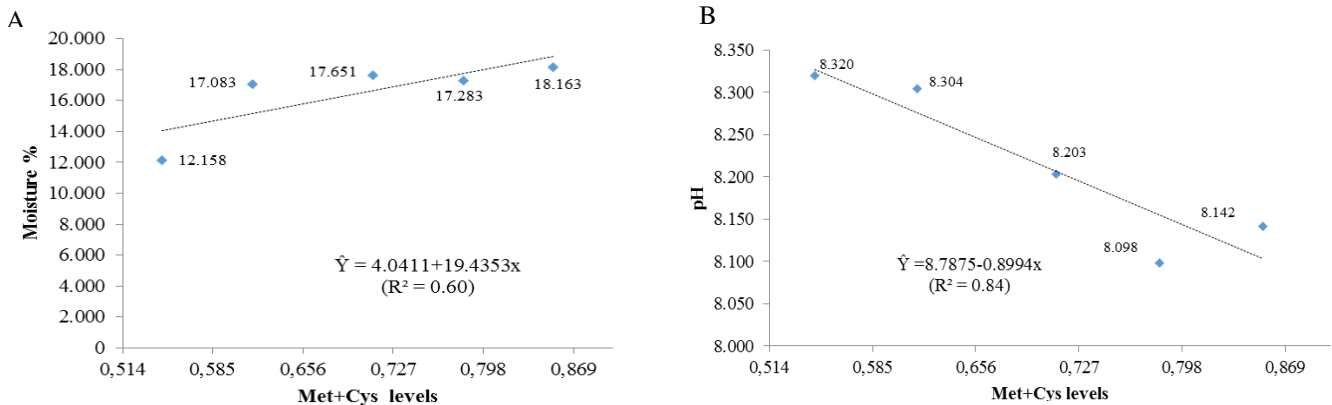 A
20.000
18.000
16.000
14.000
12.000
10.000
8.000
6.000
4.000
2.000
0
Moisture %
12.158
17.083
17.651
17.283
18.163
Ŷ = 4.0411+19.4353x
(R² = 0.60)
0,514 0,585 0,656 0,727 0,798 0,869
Met+Cys levels
B
8.350
8.300
8.250
8.200
8.150
8.100
8.050
8.000
pH
8.320
8.304
8.203
8.098
8.142
Ŷ =8.7875-0.8994x
(R² = 0.84)
0,514 0,585 0,656 0,727 0,798 0,869
Met+Cys levels